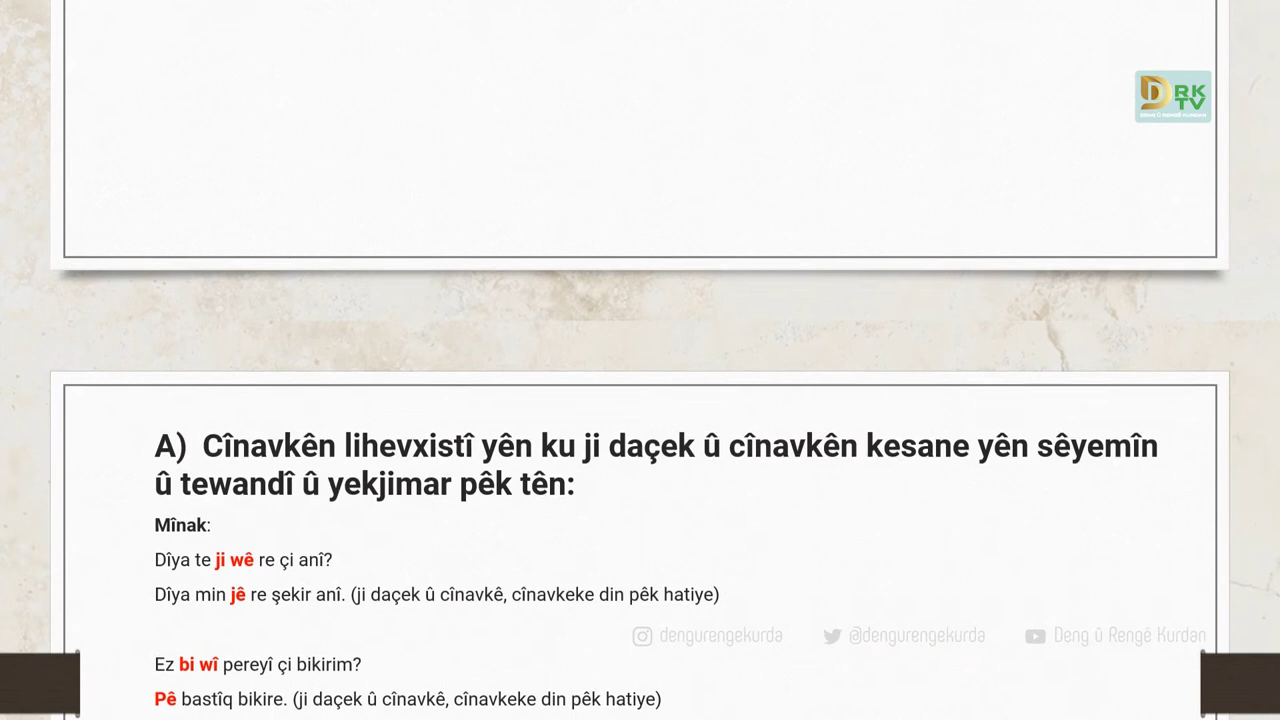 DRK
TV
A) Cînavkên lihevxistî yên ku ji daçek û cînavkên kesane yên sêyemîn
û tewandî û yekjimar pêk tên:
Mînak:
Dîya te ji wê re çi anî?
Dîya min jê re şekir anî. (ji daçek û cînavkê, cînavkeke din pêk hatiye)
dengurengekurda @dengurengekurda Deng û Rengê Kurdan
Ez bi wî pereyî çi bikirim?
Pê bastîq bikire. (ji daçek û cînavkê, cînavkeke din pêk hatiye)